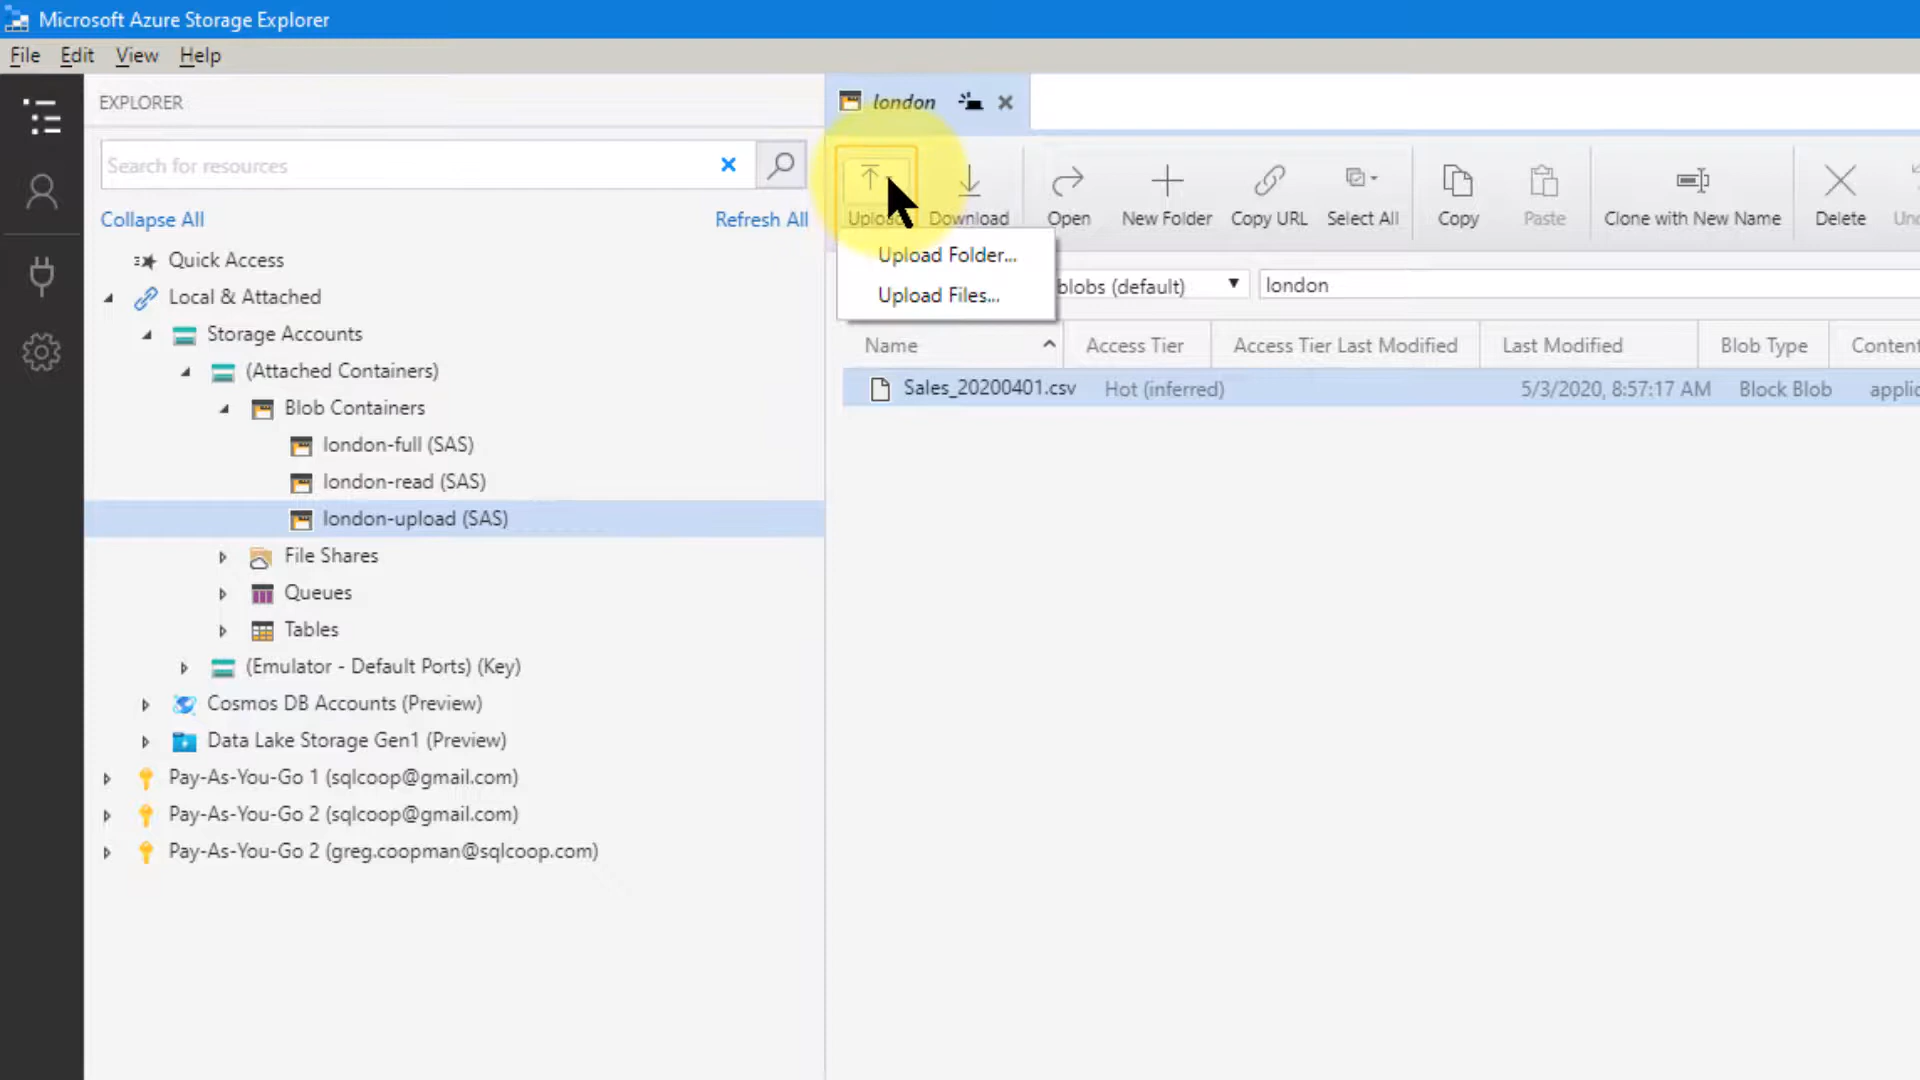 Microsoft Azure Storage Explorer
File Edit View Help
EXPLORER
Search for resources
Collapse All Refresh All
Quick Access
Local & Attached
Storage Accounts
(Attached Containers)
Blob Containers
london-full (SAS)
london-read (SAS)
london-upload (SAS)
File Shares
Queues
Tables
(Emulator - Default Ports) (Key)
Cosmos DB Accounts (Preview)
Data Lake Storage Gen1 (Preview)
Pay-As-You-Go 1 (sqlcoop@gmail.com)
Pay-As-You-Go 2 (sqlcoop@gmail.com)
Pay-As-You-Go 2 (greg.coopman@sqlcoop.com)
london
Upload Download Open New Folder Copy URL Select All Copy Paste Clone with New Name Delete
Upload Folder...
Upload Files...
blobs (default) london
Name Access Tier Access Tier Last Modified Last Modified Blob Type Content
Sales_20200401.csv Hot (inferred) 5/3/2020, 8:57:17 AM Block Blob